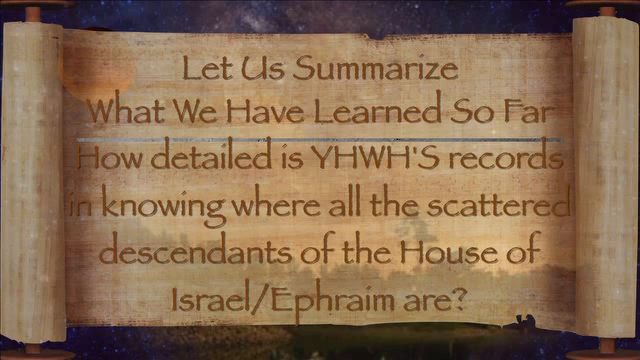 Let Us Summarize
What We Have Learned So Far
How detailed is YHWH'S records
in knowing where all the scattered
descendants of the House of
Israel/Ephraim are?